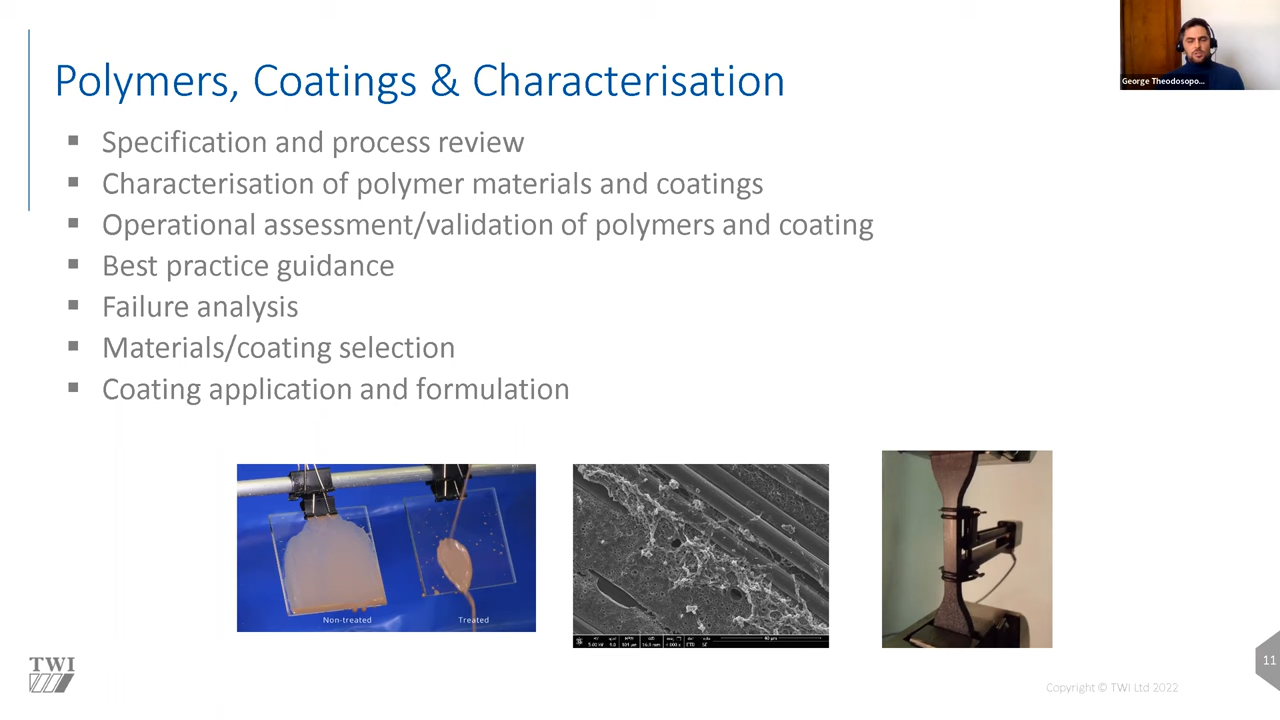 Polymers, Coatings & Characterisation
George Theodosopo...
▪ Specification and process review
▪ Characterisation of polymer materials and coatings
▪ Operational assessment/validation of polymers and coating
▪ Best practice guidance
▪ Failure analysis
▪ Materials/coating selection
▪ Coating application and formulation
Non-treated
Treated
TWI
Copyright © TWI Ltd 2022
11